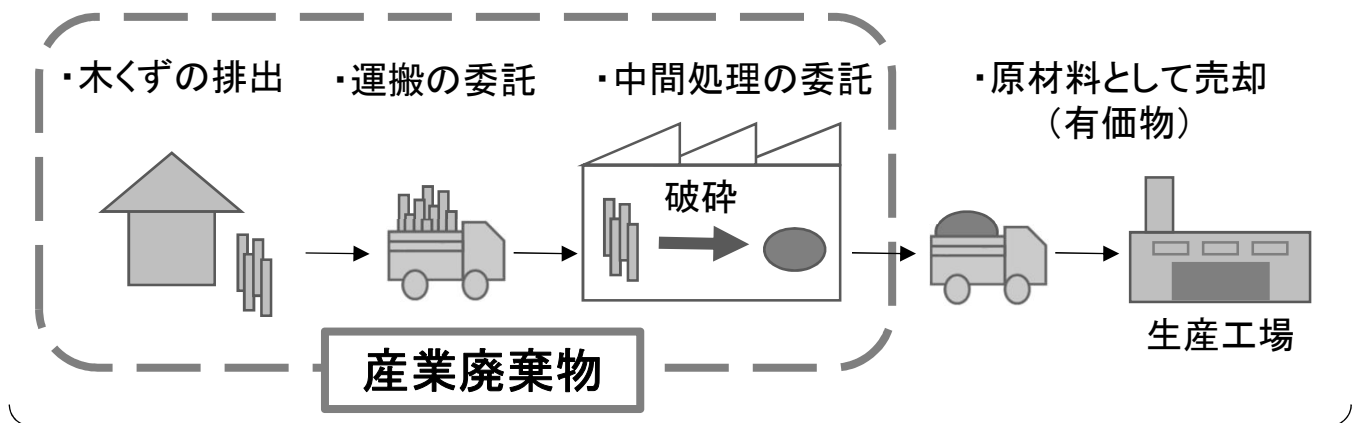 ・木くずの排出
・運搬の委託
・中間処理の委託
・原材料として売却
（有価物）
破砕
生産工場
産業廃棄物